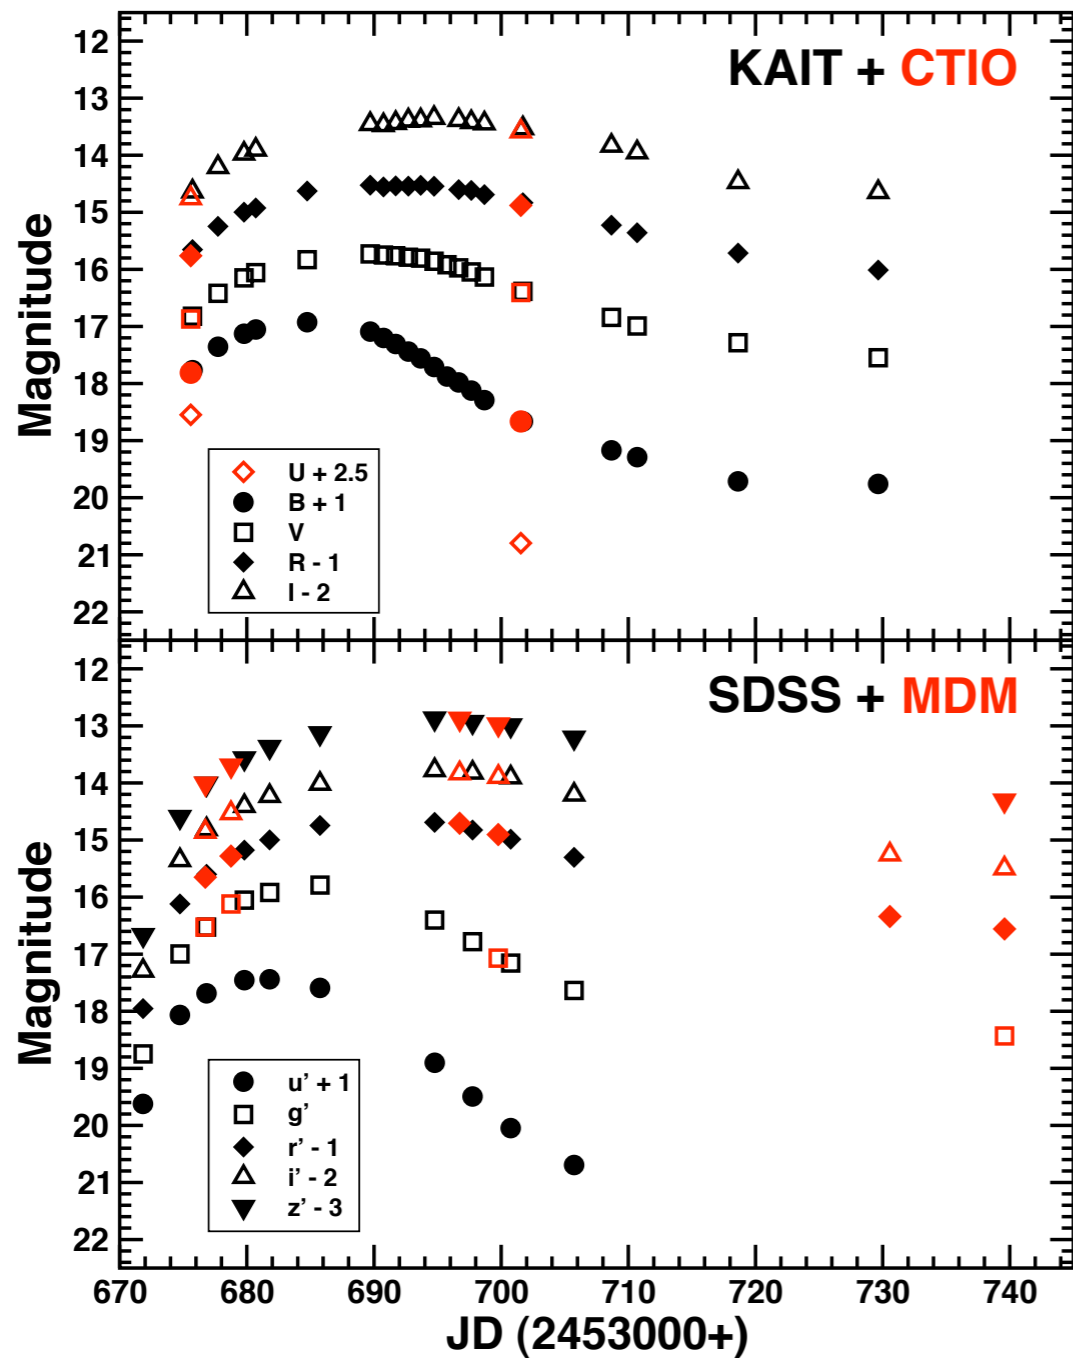 KAIT + CTIO
12
13
14
15
16
17
18
19
20
21
22
Magnitude
U + 2.5
B + 1
V
R - 1
I - 2
SDSS + MDM
12
13
14
15
16
17
18
19
20
21
22
Magnitude
u' + 1
g'
r' - 1
i' - 2
z' - 3
670 680 690 700 710 720 730 740
JD (2453000+)